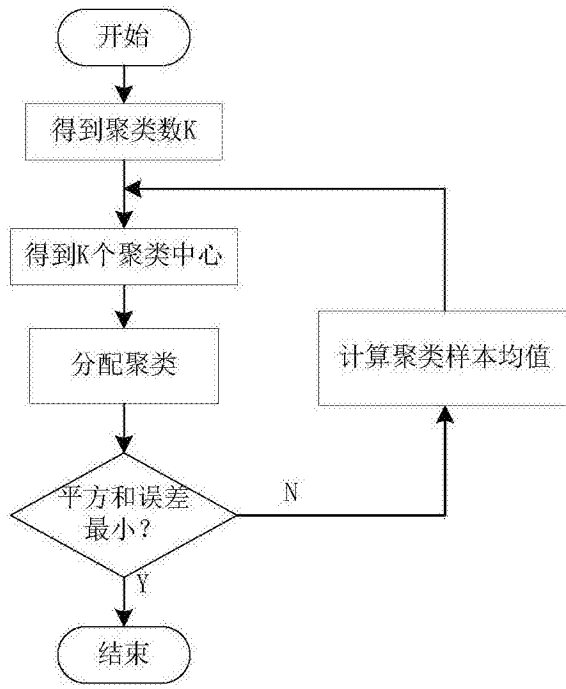 开始
得到聚类数K
得到K个聚类中心
分配聚类
计算聚类样本均值
平方和误差
最小?
N
Y
结束